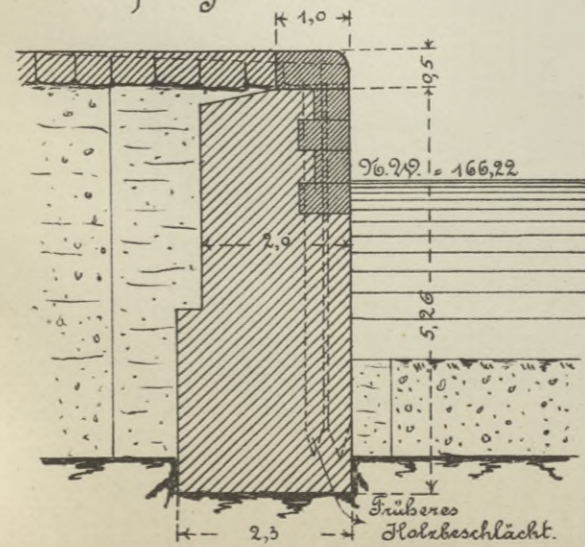 1,0
0,5
N.W. = 166,22
2,0
5,26
Früheres
Holzbeschlächt.
2,3